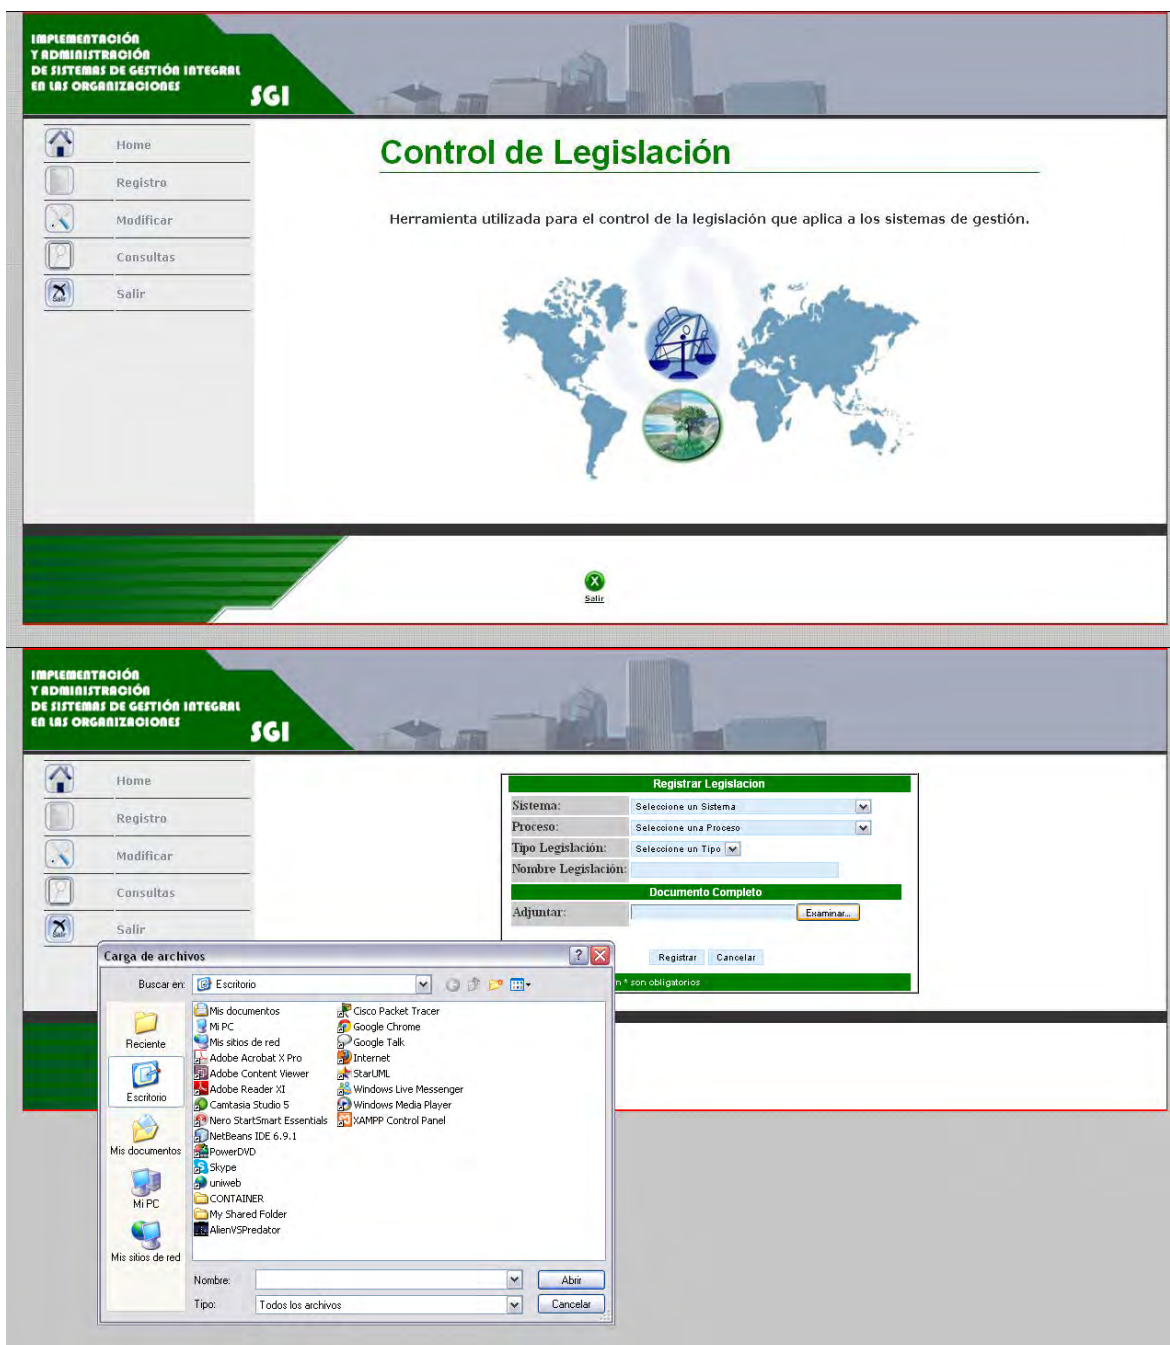 IMPLEMENTACIÓN
Y ADMINISTRACIÓN
DE SISTEMAS DE GESTIÓN INTEGRAL
EN LAS ORGANIZACIONES
SGI
Home
Registro
Modificar
Consultas
Salir
Salir
Control de Legislación
Herramienta utilizada para el control de la legislación que aplica a los sistemas de gestión.
Salir
IMPLEMENTACIÓN
Y ADMINISTRACIÓN
DE SISTEMAS DE GESTIÓN INTEGRAL
EN LAS ORGANIZACIONES
SGI
Home
Registro
Modificar
Consultas
Salir
Salir
Registrar Legislacion
Sistema: Seleccione un Sistema
Proceso: Seleccione una Proceso
Tipo Legislación: Seleccione un Tipo
Nombre Legislación:
Documento Completo
Adjuntar: Examinar...
Registrar Cancelar
n * son obligatorios
Carga de archivos
Buscar en: Escritorio
Reciente
Escritorio
Mis documentos
Mi PC
Mis sitios de red
Mis documentos
Mi PC
Mis sitios de red
Adobe Acrobat X Pro
Adobe Content Viewer
Adobe Reader XI
Camtasia Studio 5
Nero StartSmart Essentials
NetBeans IDE 6.9.1
PowerDVD
Skype
uniweb
CONTAINER
My Shared Folder
AlienVSPredator
Cisco Packet Tracer
Google Chrome
Google Talk
Internet
StarUML
Windows Live Messenger
Windows Media Player
XAMPP Control Panel
Nombre: Abrir
Tipo: Todos los archivos Cancelar